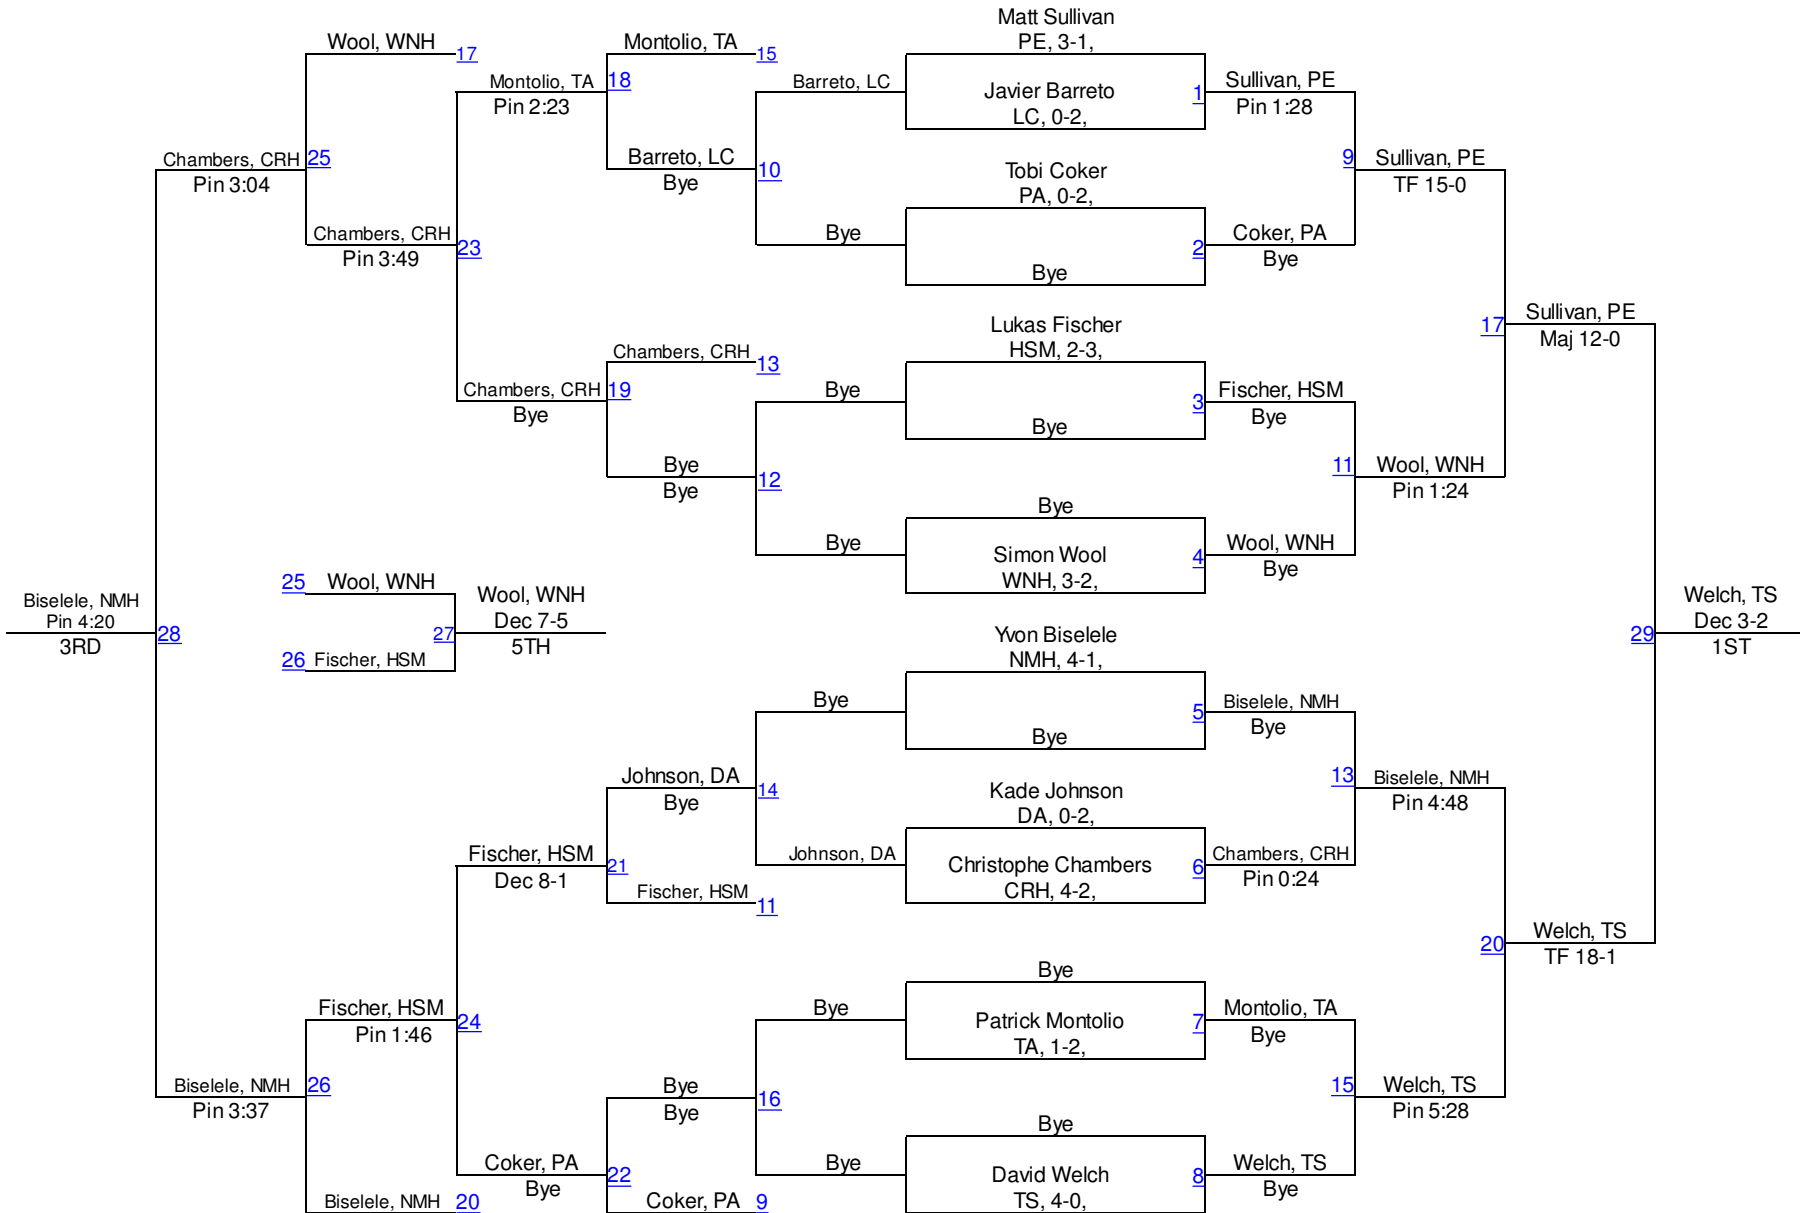 Matt Sullivan
Wool, WNH
Montolio, TA
PE, 3-1,
17
15
Montolio, TA
18
Barreto, LC
Sullivan, PE
Pin 2:23
Javier Barreto
1
Pin 1:28
LC, 0-2,
Chambers, CRH
25
Barreto, LC
10
Tobi Coker
9
Sullivan, PE
Pin 3:04
Bye
PA, 0-2,
TF 15-0
Chambers, CRH
23
Bye
2
Coker, PA
Pin 3:49
Bye
Bye
Lukas Fischer
17
Sullivan, PE
Chambers, CRH
13
HSM, 2-3,
Maj 12-0
Chambers, CRH
19
Bye
3
Fischer, HSM
Bye
Bye
Bye
Bye
12
11
Wool, WNH
Bye
Pin 1:24
Bye
Bye
Simon Wool
4
Wool, WNH
WNH, 3-2,
Bye
25
Wool, WNH
Wool, WNH
Biselele, NMH
Dec 7-5
Welch, TS
Pin 4:20
28
27
29
Dec 3-2
3RD
5TH
1ST
26
Fischer, HSM
Yvon Biselele
NMH, 4-1,
Bye
5
Biselele, NMH
Bye
Bye
Johnson, DA
14
Kade Johnson
13
Biselele, NMH
Bye
DA, 0-2,
Pin 4:48
Fischer, HSM
21
Johnson, DA
Christophe Chambers
6
Chambers, CRH
Dec 8-1
CRH, 4-2,
Pin 0:24
Fischer, HSM
11
20
Welch, TS
TF 18-1
Bye
Fischer, HSM
24
Bye
Patrick Montolio
7
Montolio, TA
Pin 1:46
TA, 1-2,
Bye
Biselele, NMH
26
Bye
16
15
Welch, TS
Pin 3:37
Bye
Pin 5:28
Bye
Coker, PA
22
Bye
David Welch
8
Welch, TS
Bye
TS, 4-0,
Bye
Biselele, NMH
20
Coker, PA
9